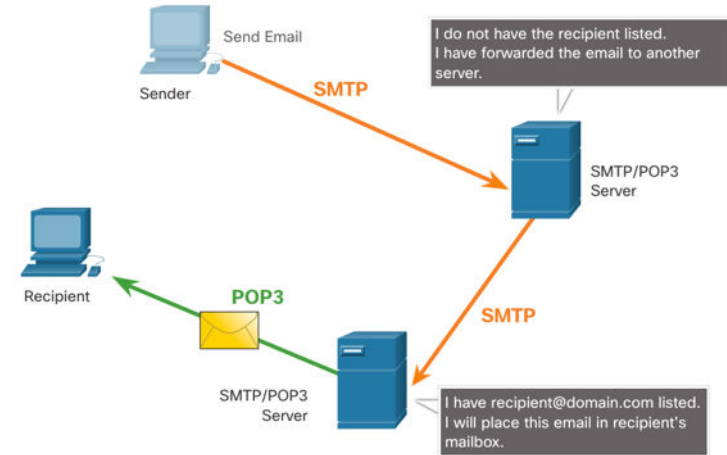 Send Email
I do not have the recipient listed.
I have forwarded the email to another
server.
Sender
SMTP
SMTP/POP3
Server
Recipient
POP3
SMTP
SMTP/POP3
Server
I have recipient@domain.com listed.
I will place this email in recipient's
mailbox.